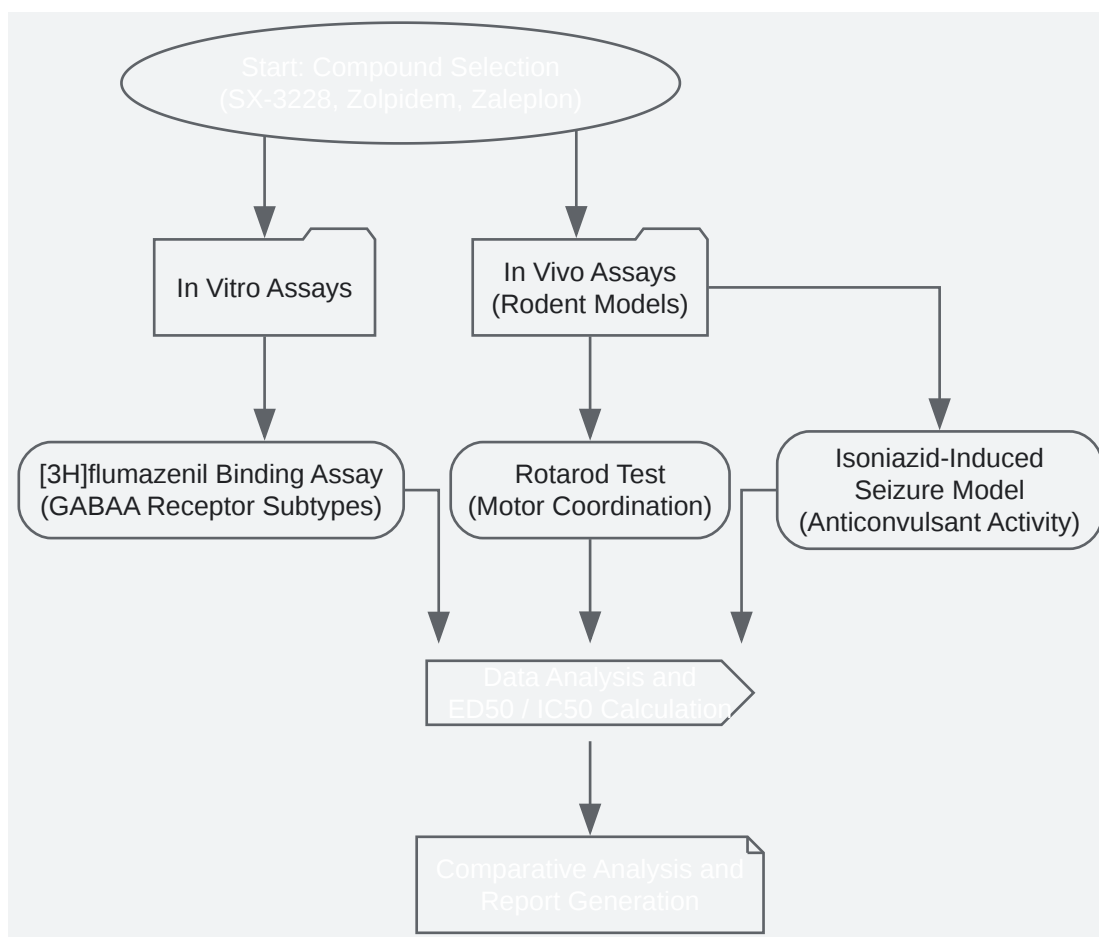 Start: Compound Selection
(SX-3228, Zolpidem, Zaleplon)
In Vitro Assays
In Vivo Assays
(Rodent Models)
[3H]flumazenil Binding Assay
(GABAA Receptor Subtypes)
Rotarod Test
(Motor Coordination)
Isoniazid-Induced
Seizure Model
(Anticonvulsant Activity)
Data Analysis and
ED50 / IC50 Calculation
Comparative Analysis and
Report Generation